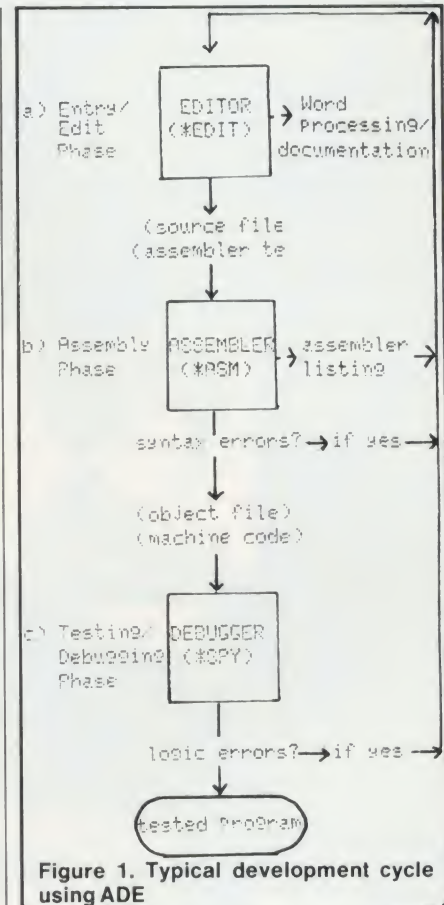 a) Entry/
Edit
Phase
EDITOR
(*EDIT)
Word
Processing/
documentation
(source file
(assembler te
b) Assembly
Phase
ASSEMBLER
(*ASM)
assembler
listing
syntax errors? if yes
(object file)
(machine code)
c) Testing/
Debugging
Phase
DEBUGGER
(*SPY)
logic errors? if yes
tested Program
Figure 1. Typical development cycle
using ADE